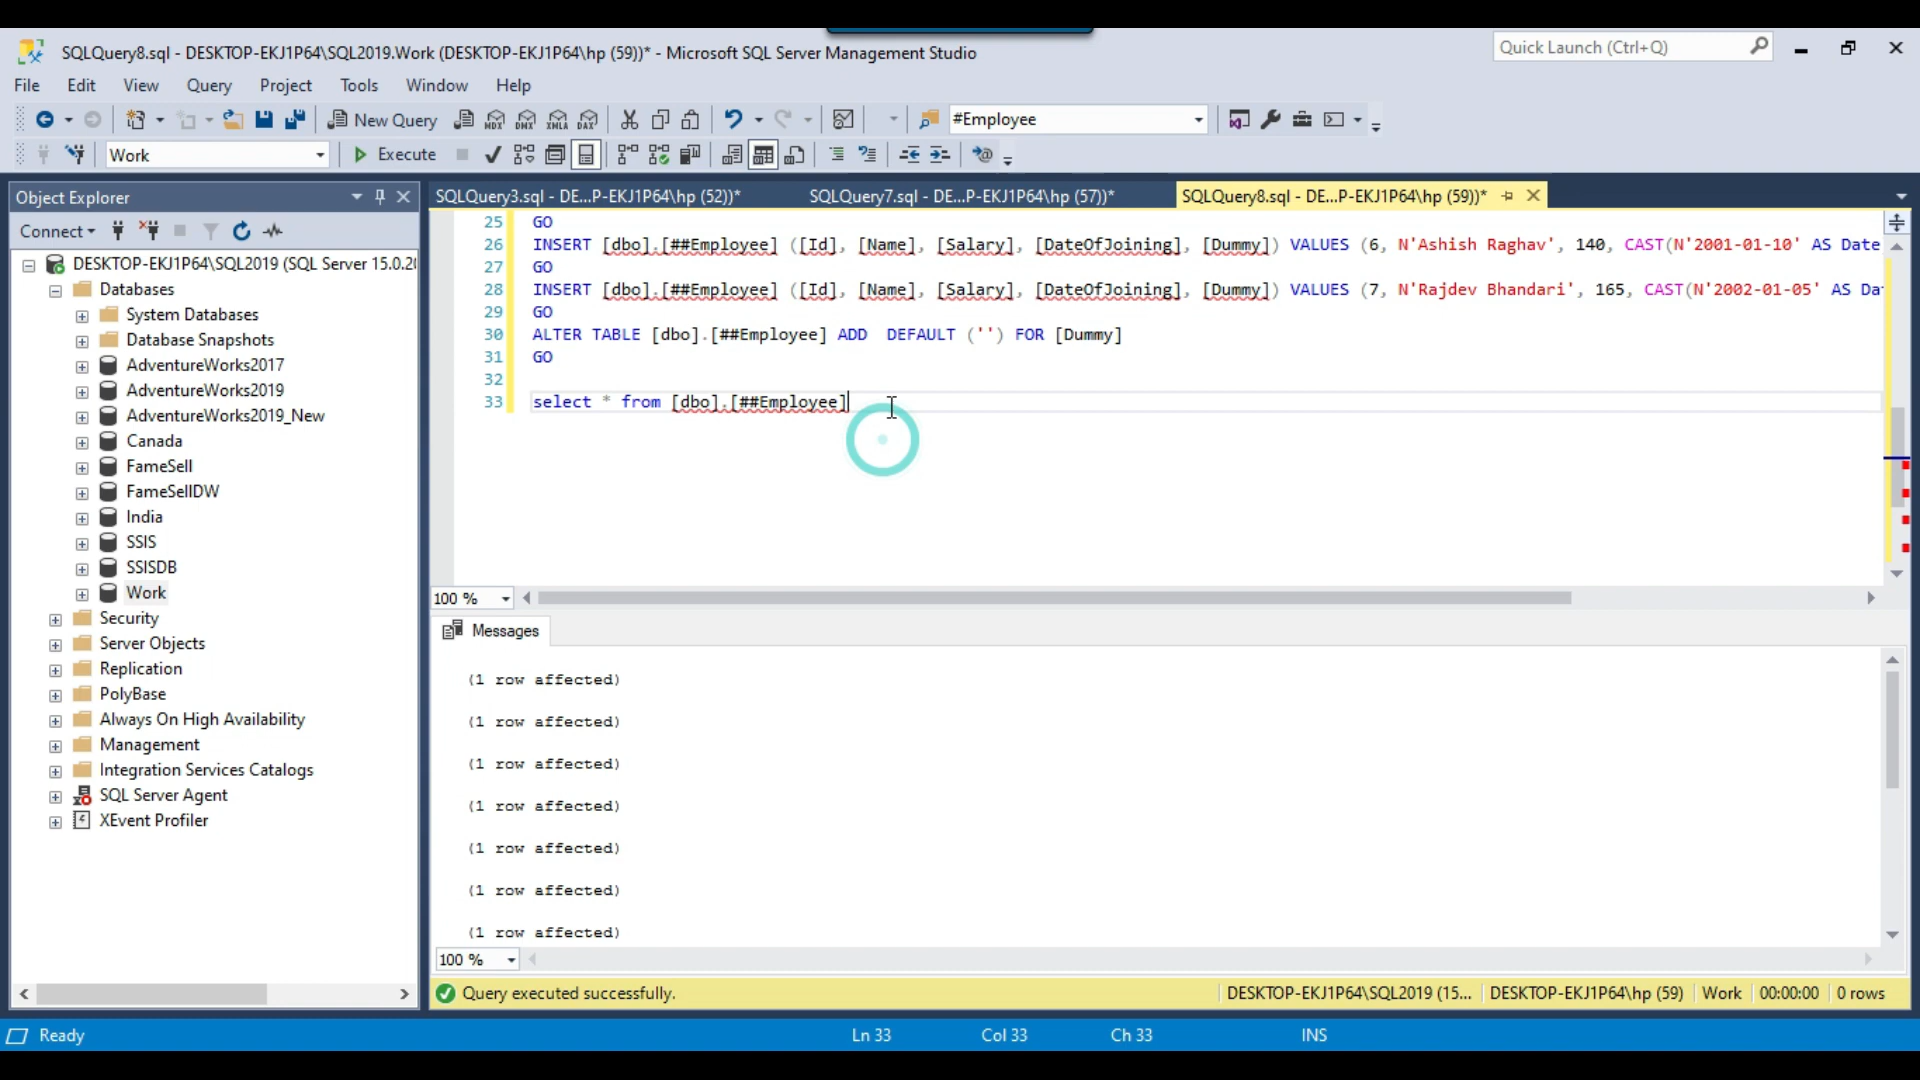 SQLQuery8.sql - DESKTOP-EKJ1P64\SQL2019.Work (DESKTOP-EKJ1P64\hp (59))* - Microsoft SQL Server Management Studio
Quick Launch (Ctrl+Q)
File Edit View Query Project Tools Window Help
New Query MDX DMX XMLA DAX #Employee
Work Execute
Object Explorer
SQLQuery3.sql - DE...P-EKJ1P64\hp (52))* SQLQuery7.sql - DE...P-EKJ1P64\hp (57))* SQLQuery8.sql - DE...P-EKJ1P64\hp (59))*
Connect
DESKTOP-EKJ1P64\SQL2019 (SQL Server 15.0.20
Databases
System Databases
Database Snapshots
AdventureWorks2017
AdventureWorks2019
AdventureWorks2019_New
Canada
FameSell
FameSellDW
India
SSIS
SSISDB
Work
Security
Server Objects
Replication
PolyBase
Always On High Availability
Management
Integration Services Catalogs
SQL Server Agent
XEvent Profiler
25 GO
26 INSERT [dbo].[##Employee] ([Id], [Name], [Salary], [DateOfJoining], [Dummy]) VALUES (6, N'Ashish Raghav', 140, CAST(N'2001-01-10' AS Date
27 GO
28 INSERT [dbo].[##Employee] ([Id], [Name], [Salary], [DateOfJoining], [Dummy]) VALUES (7, N'Rajdev Bhandari', 165, CAST(N'2002-01-05' AS Da
29 GO
30 ALTER TABLE [dbo].[##Employee] ADD  DEFAULT ('') FOR [Dummy]
31 GO
32
33 select * from [dbo].[##Employee]
100 %
Messages
(1 row affected)
(1 row affected)
(1 row affected)
(1 row affected)
(1 row affected)
(1 row affected)
(1 row affected)
100 %
Query executed successfully. DESKTOP-EKJ1P64\SQL2019 (15... DESKTOP-EKJ1P64\hp (59) Work 00:00:00 0 rows
Ready Ln 33 Col 33 Ch 33 INS